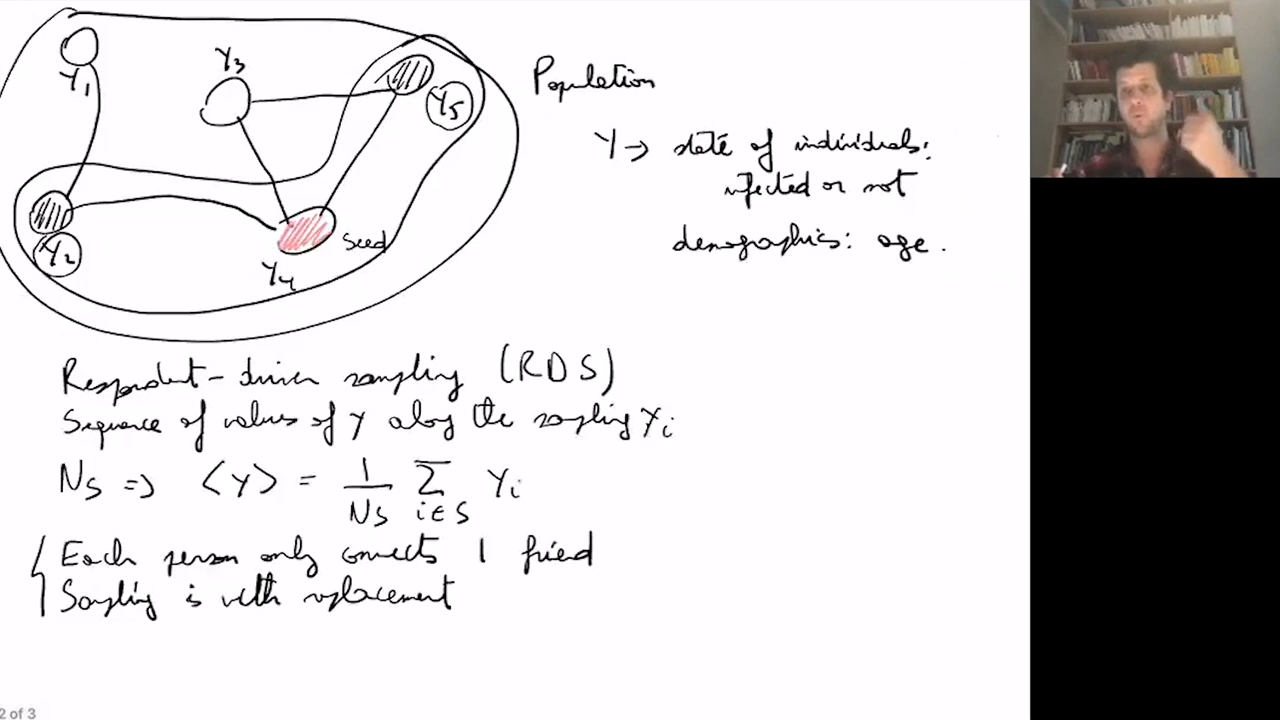 Y1
Y3
Y5
Y2
Y4
seed
Population
Y → state of individuals:
infected or not
demographics: age.
Respondent-driven sampling (RDS)
Sequence of values of Y along the sampling Yi
NS => <Y> = 1/NS Σ i∈S Yi
Each person only connects 1 friend
Sampling is with replacement
2 of 3